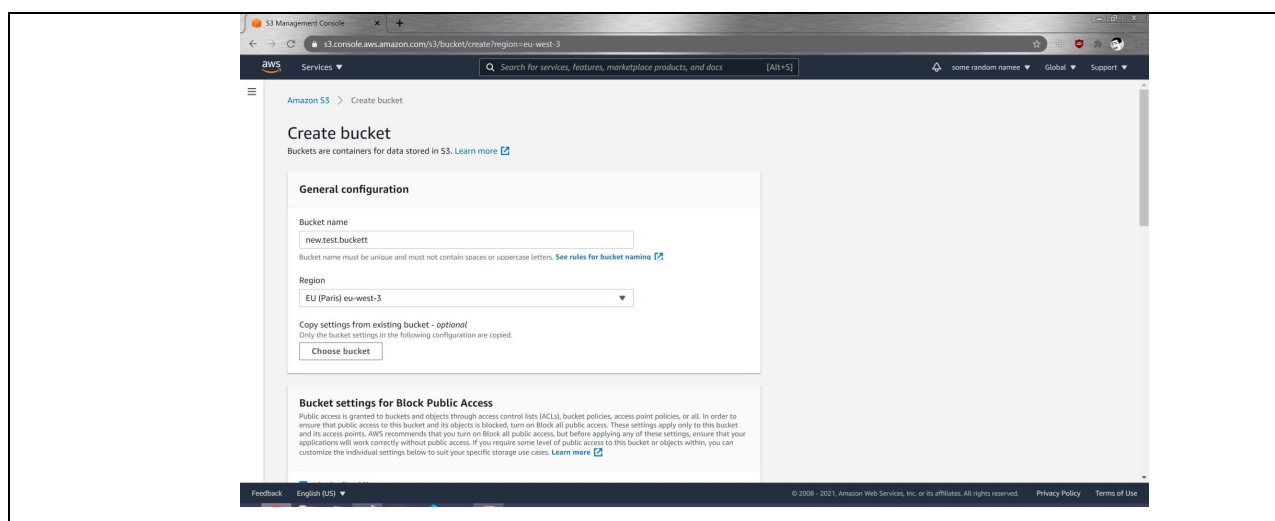 S3 Management Console
s3.console.aws.amazon.com/s3/bucket/create?region=eu-west-3
aws Services Search for services, features, marketplace products, and docs [Alt+S] some random namee Global Support
Amazon S3 > Create bucket
Create bucket
Buckets are containers for data stored in S3. Learn more
General configuration
Bucket name
new.test.buckett
Bucket name must be unique and must not contain spaces or uppercase letters. See rules for bucket naming
Region
EU (Paris) eu-west-3
Copy settings from existing bucket - optional
Only the bucket settings in the following configuration are copied.
Choose bucket
Bucket settings for Block Public Access
Public access is granted to buckets and objects through access control lists (ACLs), bucket policies, access point policies, or all. In order to
ensure that public access to this bucket and its objects is blocked, turn on Block all public access. These settings apply only to this bucket
and its access points. AWS recommends that you turn on Block all public access, but before applying any of these settings, ensure that your
applications will work correctly without public access. If you require some level of public access to this bucket or objects within, you can
customize the individual settings below to suit your specific storage use cases. Learn more
Feedback English (US) © 2008 - 2021, Amazon Web Services, Inc. or its affiliates. All rights reserved. Privacy Policy Terms of Use